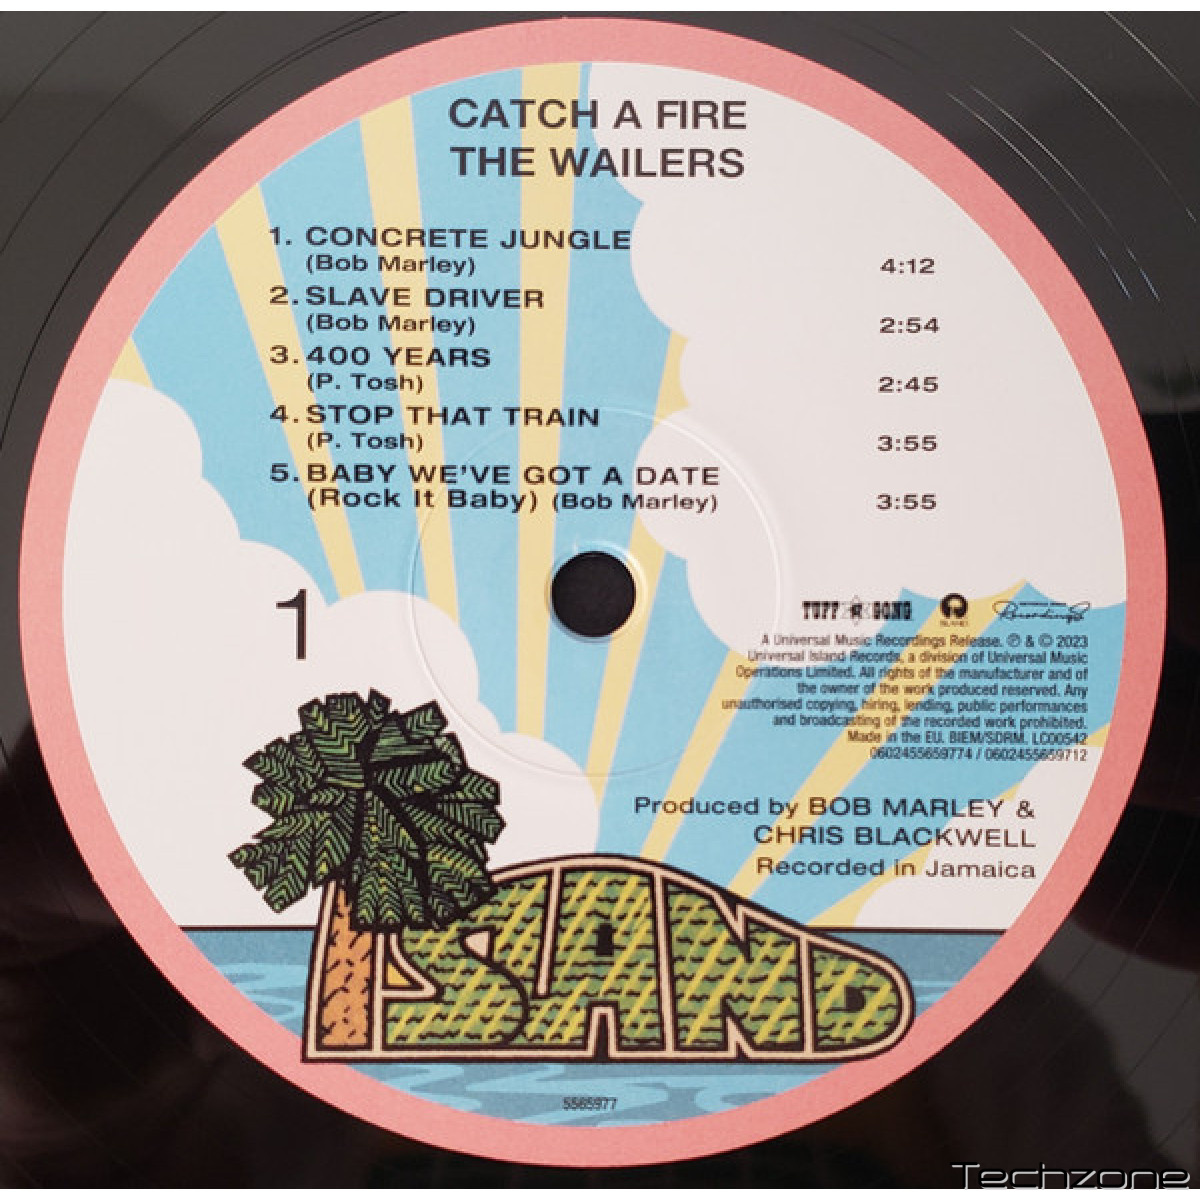 CATCH A FIRE
THE WAILERS
1. CONCRETE JUNGLE
(Bob Marley) 4:12
2. SLAVE DRIVER
(Bob Marley) 2:54
3. 400 YEARS
(P. Tosh) 2:45
4. STOP THAT TRAIN
(P. Tosh) 3:55
5. BABY WE'VE GOT A DATE
(Rock It Baby) (Bob Marley) 3:55
1
TUFF GONG ISLAND Recordings
A Universal Music Recordings Release. ℗ & © 2023
Universal Island Records, a division of Universal Music
Operations Limited. All rights of the manufacturer and of
the owner of the work produced reserved. Any
unauthorised copying, hiring, lending, public performances
and broadcasting of the recorded work prohibited.
Made in the EU. BIEM/SDRM. LC00542
0602455659774 / 0602455659712
Produced by BOB MARLEY &
CHRIS BLACKWELL
Recorded in Jamaica
ISLAND
5565977
Techzone